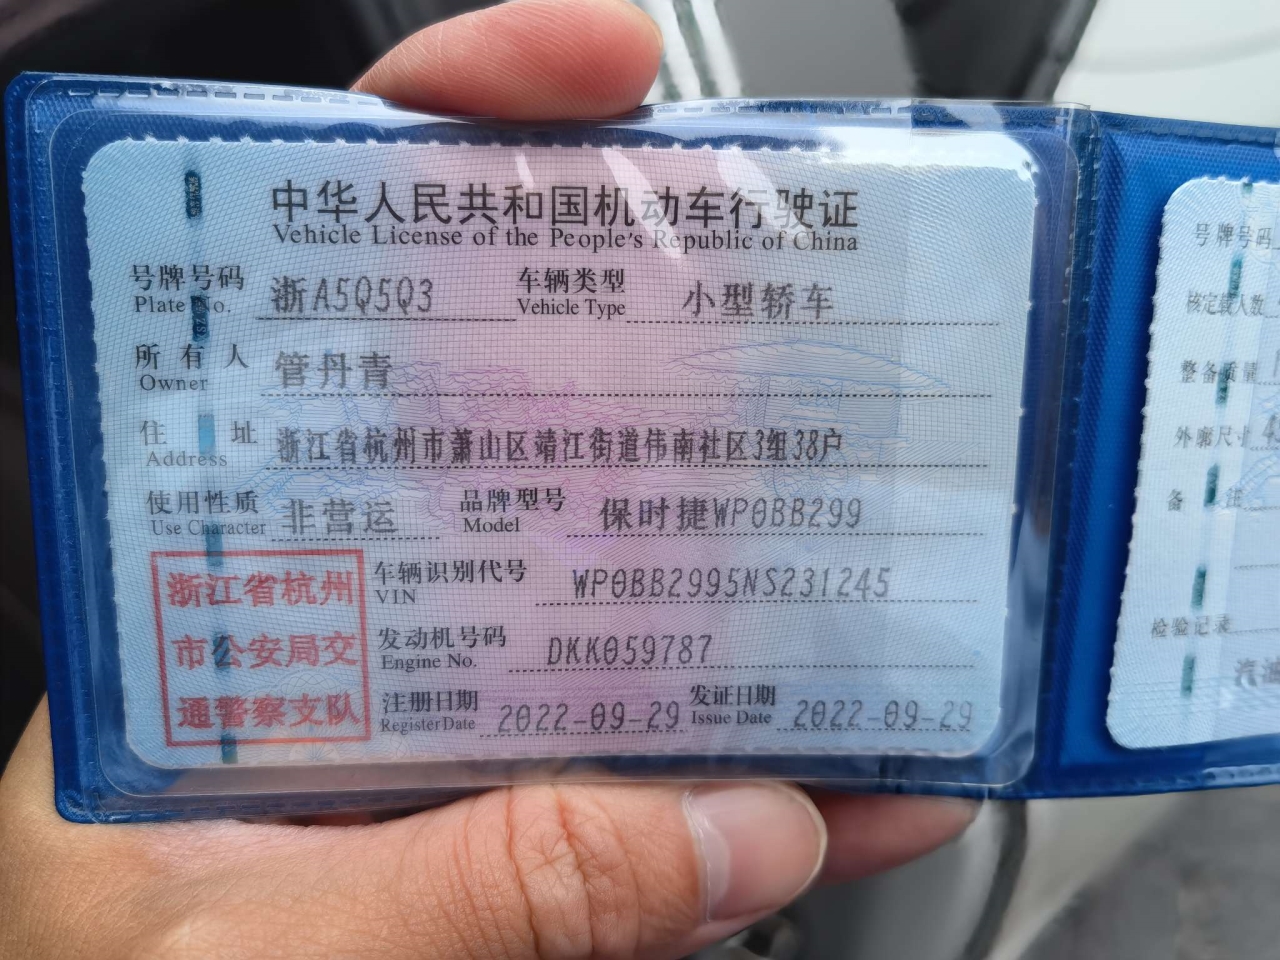 中华人民共和国机动车行驶证
Vehicle License of the People's Republic of China
号牌号码 浙A5Q5Q3 车辆类型 小型轿车
Plate No. Vehicle Type
所有人 管丹青
Owner
住址 浙江省杭州市萧山区靖江街道伟南社区3组38户
Address
使用性质 非营运 品牌型号 保时捷WP0BB299
Use Character Model
浙江省杭州
市公安局交
通警察支队
车辆识别代号 WP0BB2995NS231245
VIN
发动机号码 DKK059787
Engine No.
注册日期 2022-09-29 发证日期 2022-09-29
Register Date Issue Date
号牌号码
核定载人数
整备质量
外廓尺寸
备注
检验记录